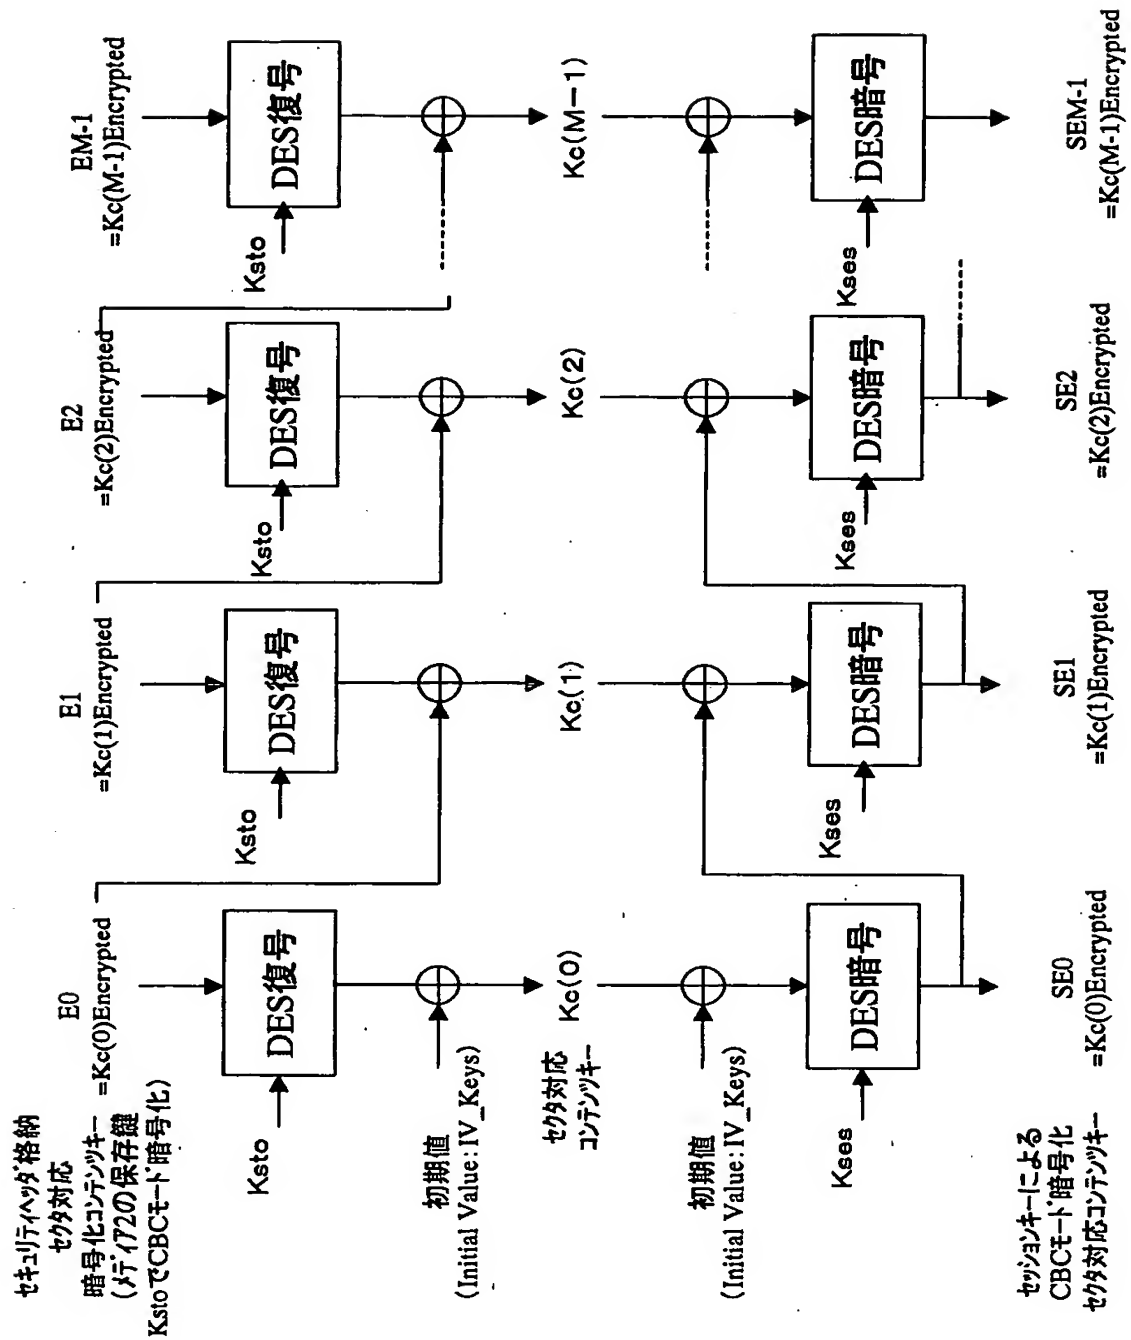 セキュリティヘッダ格納
セクタ対応
暗号化コンテンツキー
(メディア2の保存鍵
KstoでCBCモード暗号化)
E0
=Kc(0)Encrypted
E1
=Kc(1)Encrypted
E2
=Kc(2)Encrypted
EM-1
=Kc(M-1)Encrypted
Ksto
DES復号
Ksto
DES復号
Ksto
DES復号
Ksto
DES復号
初期値
(Initial Value:IV_Keys)
セクタ対応
コンテンツキー
Kc(0)
Kc(1)
Kc(2)
Kc(M-1)
初期値
(Initial Value:IV_Keys)
Kses
DES暗号
Kses
DES暗号
Kses
DES暗号
Kses
DES暗号
セッションキーによる
CBCモード暗号化
セクタ対応コンテンツキー
SE0
=Kc(0)Encrypted
SE1
=Kc(1)Encrypted
SE2
=Kc(2)Encrypted
SEM-1
=Kc(M-1)Encrypted